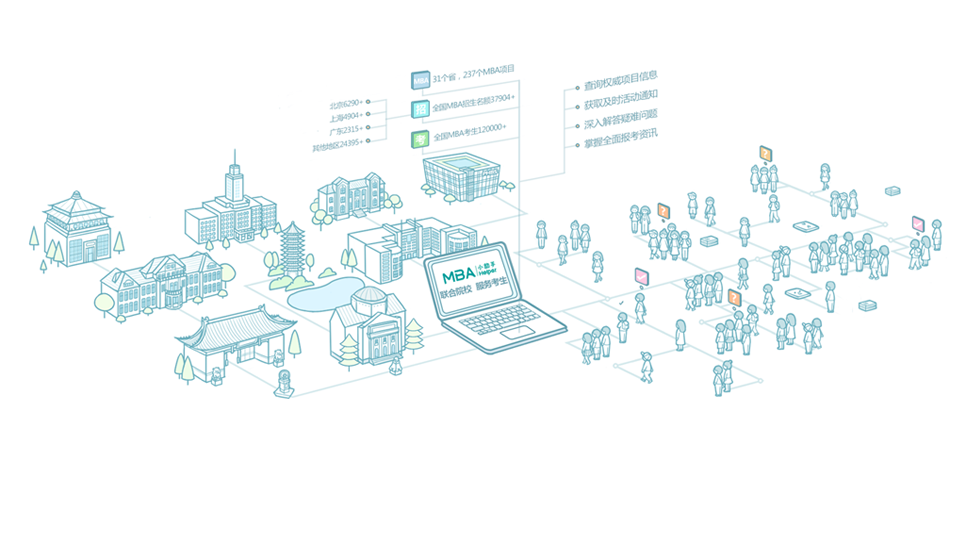 MBA 31个省，237个MBA项目
招 全国MBA招生名额37904+
考 全国MBA考生120000+
北京6290+
上海4904+
广东2315+
其他地区24395+
查询权威项目信息
获取及时活动通知
深入解答疑难问题
掌握全面报考资讯
MBA 小助手
Helper
联合院校 服务考生
?
?
?